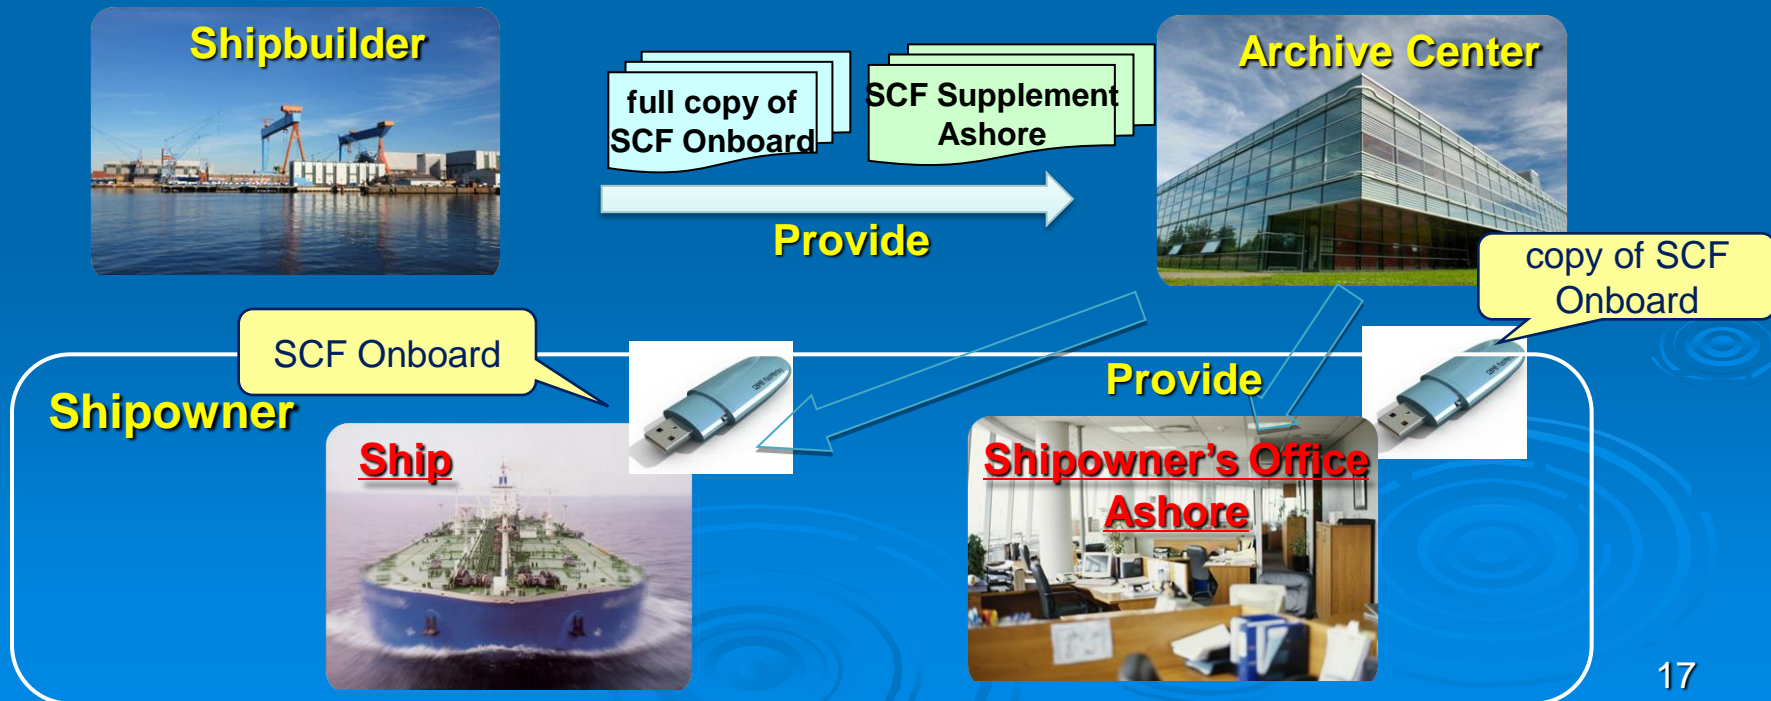 Shipbuilder
full copy of
SCF Onboard
SCF Supplement
Ashore
Archive Center
Provide
copy of SCF
Onboard
SCF Onboard
Shipowner
Provide
Ship
Shipowner’s Office
Ashore
17